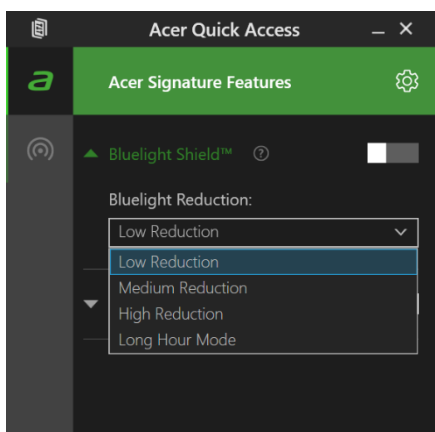 Acer Quick Access
Acer Signature Features
Bluelight Shield™
Bluelight Reduction:
Low Reduction
Low Reduction
Medium Reduction
High Reduction
Long Hour Mode